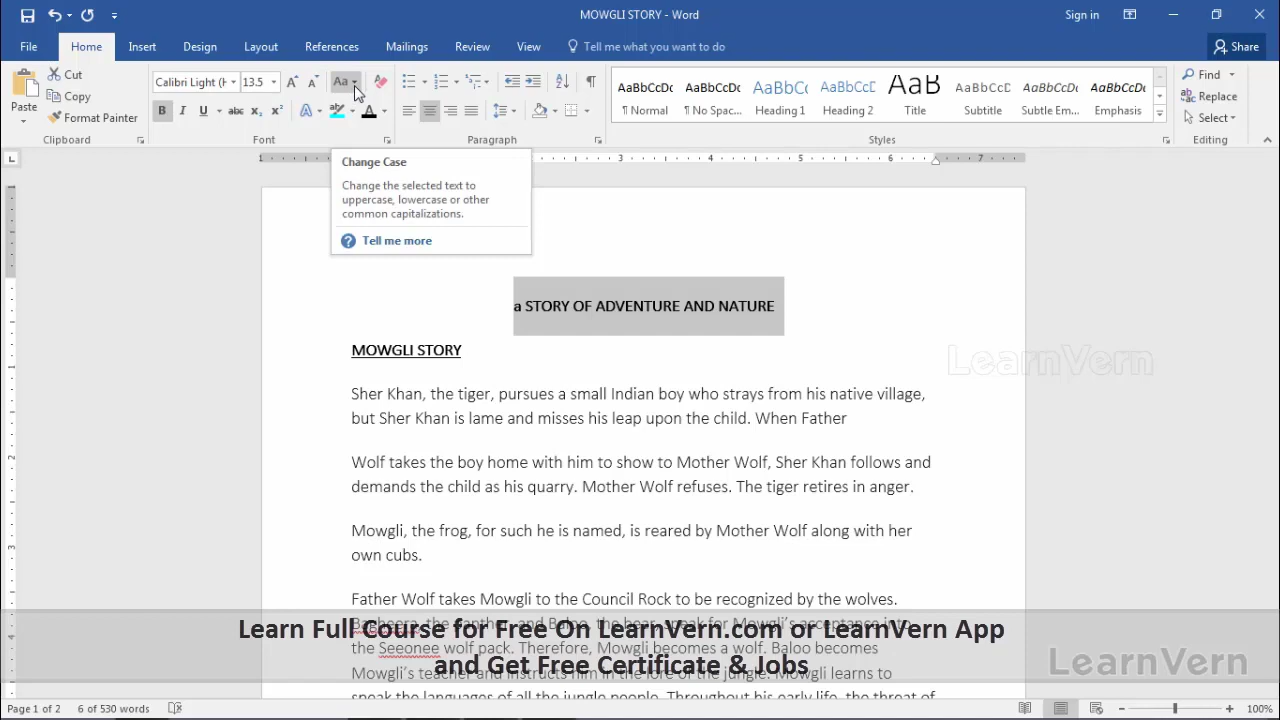 MOWGLI STORY - Word
Sign in
File Home Insert Design Layout References Mailings Review View Tell me what you want to do Share
Paste Cut Copy Format Painter Clipboard
Calibri Light (H 13.5 Aa
B I U abc x₂ x² A A
Font
Paragraph
AaBbCcDc AaBbCcDc AaBbCc AaBbCcC AaB AaBbCcD AaBbCcDc AaBbCcDc
¶ Normal ¶ No Spac... Heading 1 Heading 2 Title Subtitle Subtle Em... Emphasis
Styles
Find
Replace
Select
Editing
1 3 4 5 6 7
Change Case
Change the selected text to
uppercase, lowercase or other
common capitalizations.
Tell me more
a STORY OF ADVENTURE AND NATURE
MOWGLI STORY
LearnVern
Sher Khan, the tiger, pursues a small Indian boy who strays from his native village,
but Sher Khan is lame and misses his leap upon the child. When Father
Wolf takes the boy home with him to show to Mother Wolf, Sher Khan follows and
demands the child as his quarry. Mother Wolf refuses. The tiger retires in anger.
Mowgli, the frog, for such he is named, is reared by Mother Wolf along with her
own cubs.
Father Wolf takes Mowgli to the Council Rock to be recognized by the wolves.
Bagheera, the panther, and Baloo, the bear, speak for Mowgli's acceptance into
the Seeonee wolf pack. Therefore, Mowgli becomes a wolf. Baloo becomes
Mowgli's teacher and instructs him in the lore of the jungle. Mowgli learns to
speak the languages of all the jungle people. Throughout his early life, the threat of
Learn Full Course for Free On LearnVern.com or LearnVern App
and Get Free Certificate & Jobs
LearnVern
Page 1 of 2 6 of 530 words 100%